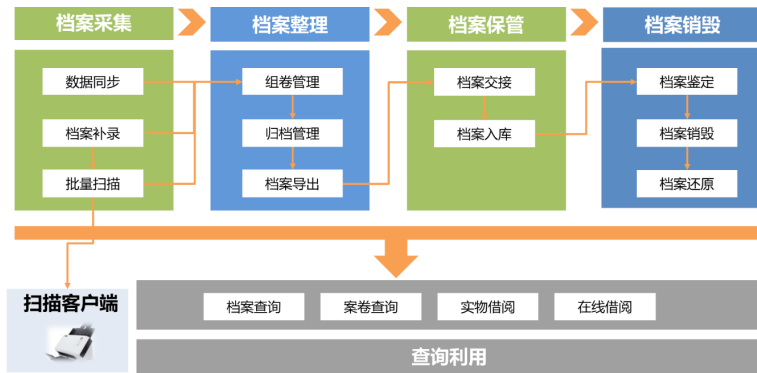 档案采集
档案整理
档案保管
档案销毁
数据同步
档案补录
批量扫描
组卷管理
归档管理
档案导出
档案交接
档案入库
档案鉴定
档案销毁
档案还原
扫描客户端
档案查询
案卷查询
实物借阅
在线借阅
查询利用